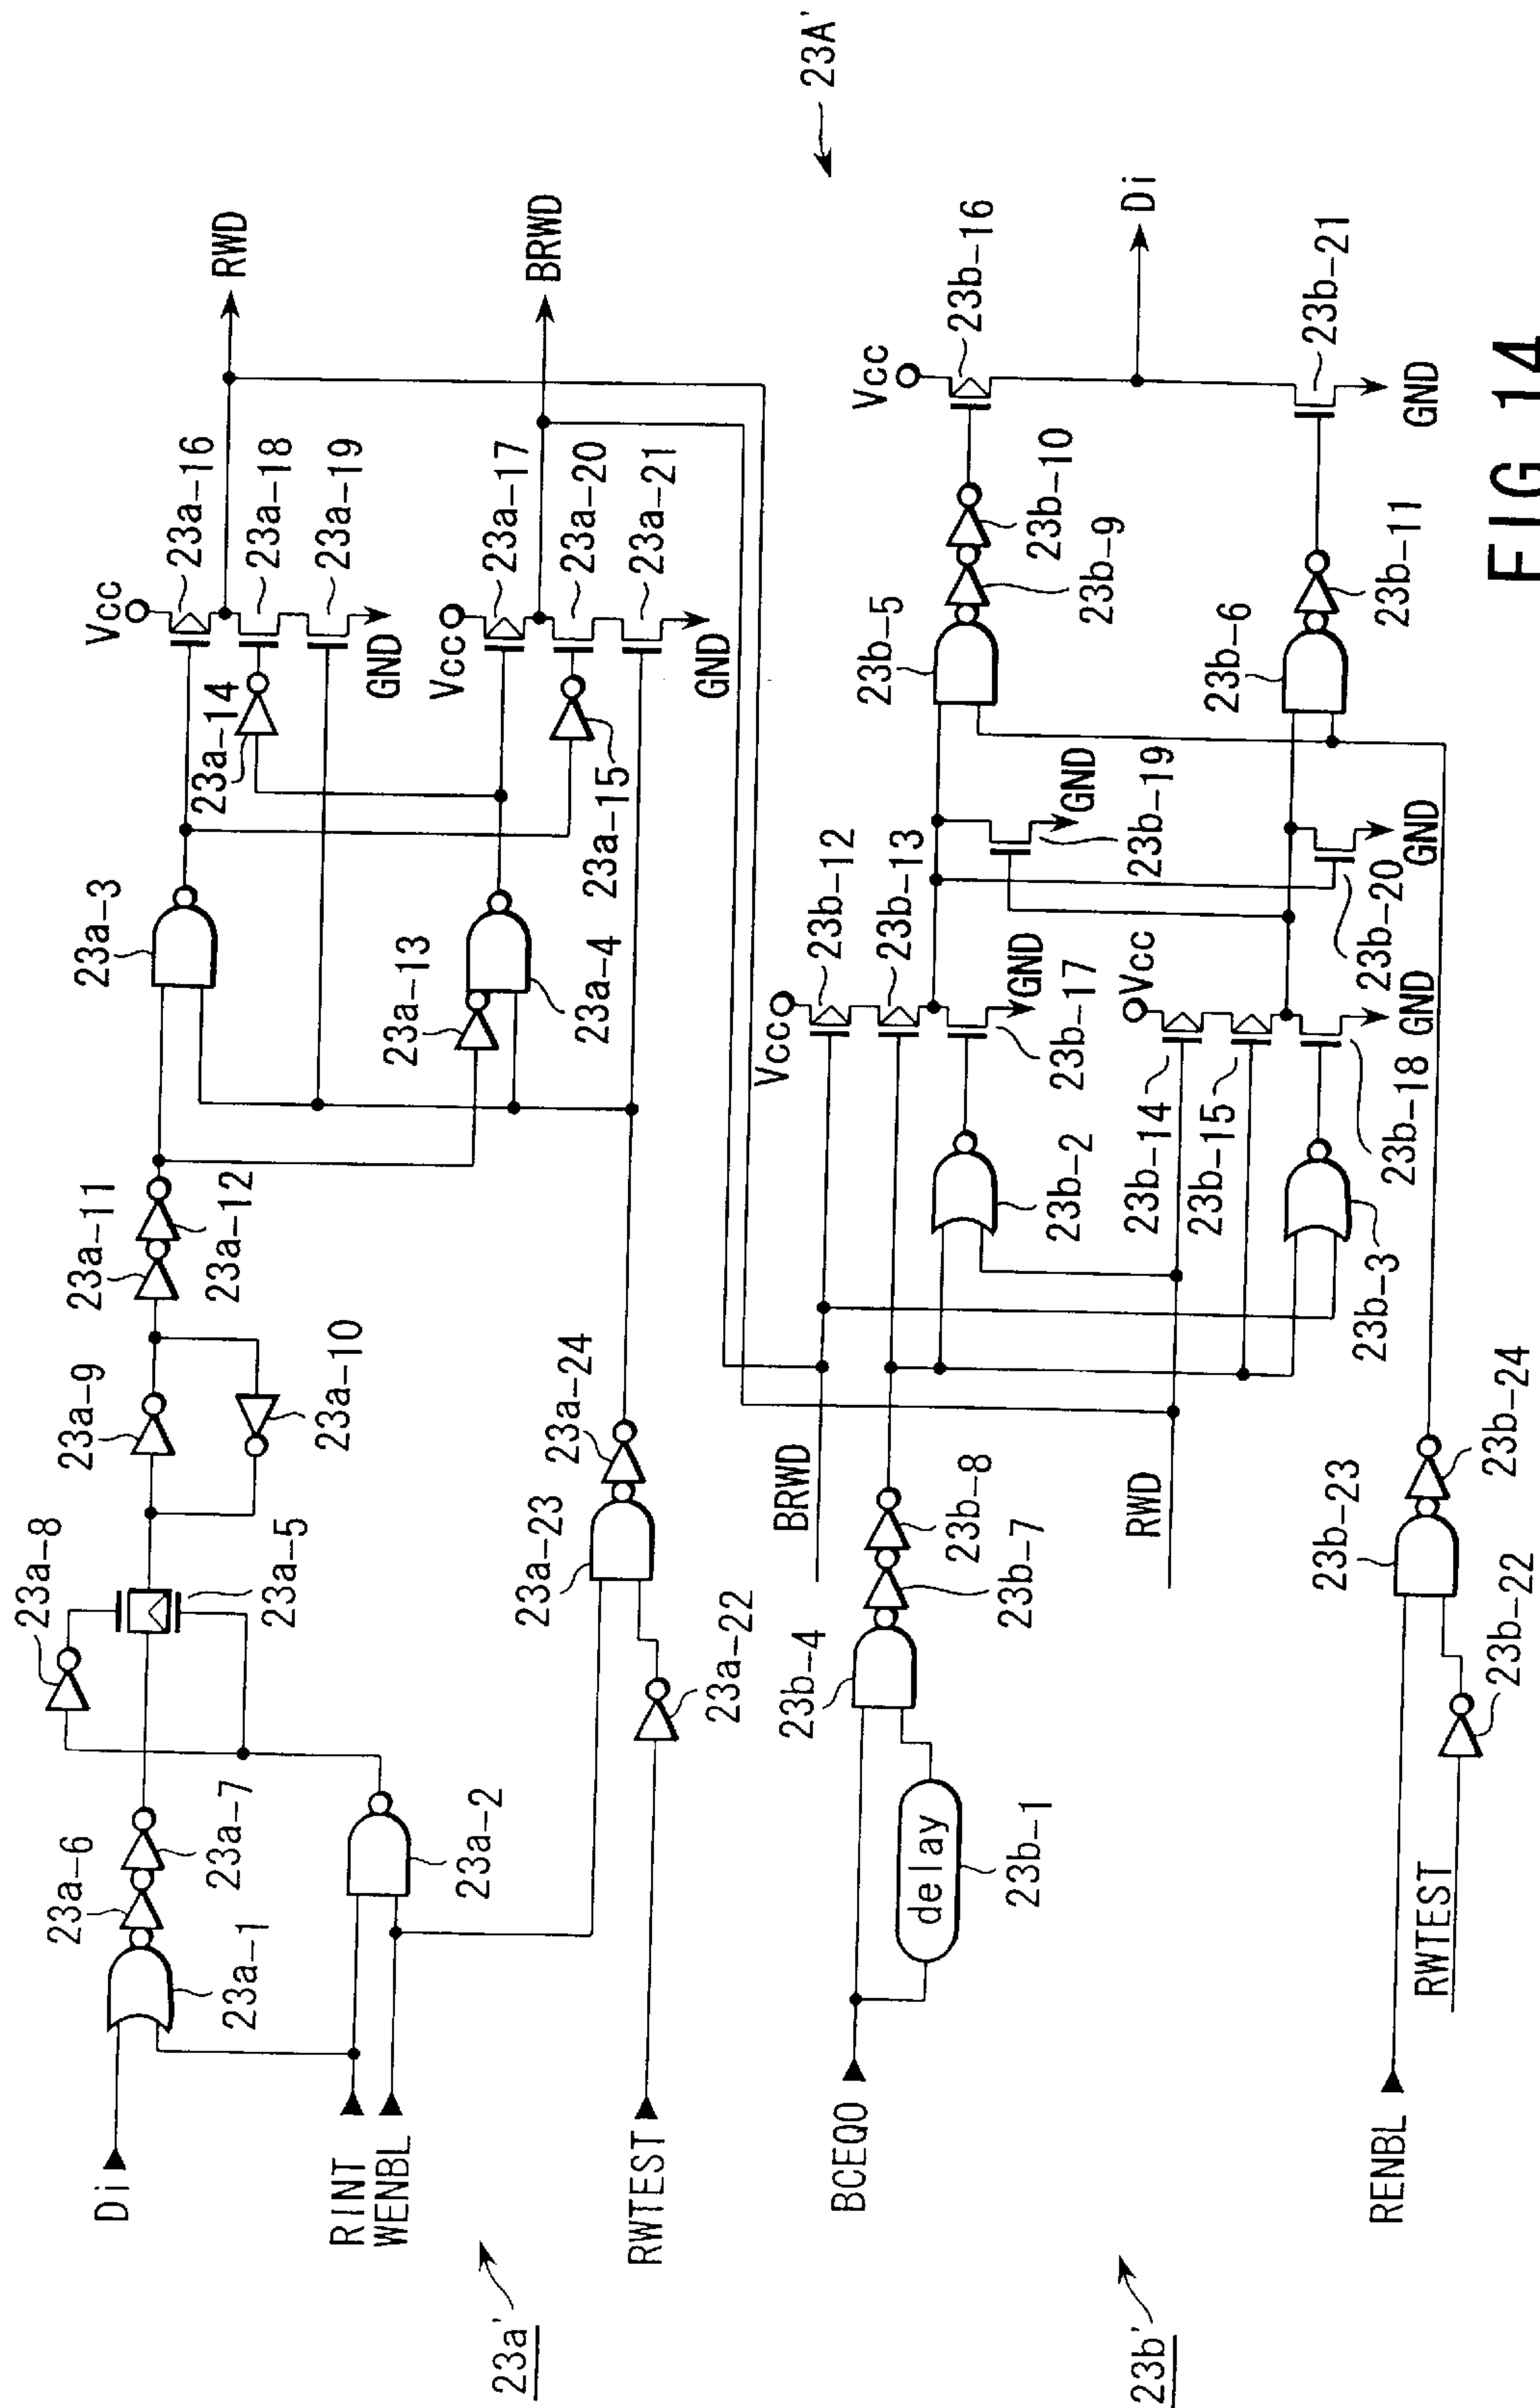 23a'
Di
RINT
WENBL
RWTEST
23a-1
23a-6
23a-7
23a-2
23a-8
23a-5
23a-22
23a-23
23a-24
23a-9
23a-10
23a-11
23a-12
23a-3
23a-13
23a-4
23a-14
23a-15
Vcc
23a-16
23a-18
23a-19
GND
Vcc
23a-17
23a-20
23a-21
GND
RWD
BRWD
23A'
23b'
BCEQ0
RENBL
RWTEST
delay
23b-1
23b-4
23b-7
23b-8
BRWD
RWD
23b-22
23b-23
23b-24
23b-2
23b-3
Vcc
23b-12
23b-13
23b-17
GND
23b-14
23b-15
Vcc
23b-18
GND
23b-19
GND
23b-20
GND
23b-5
23b-6
23b-9
23b-10
23b-11
Vcc
23b-16
23b-21
GND
Di
FIG. 14